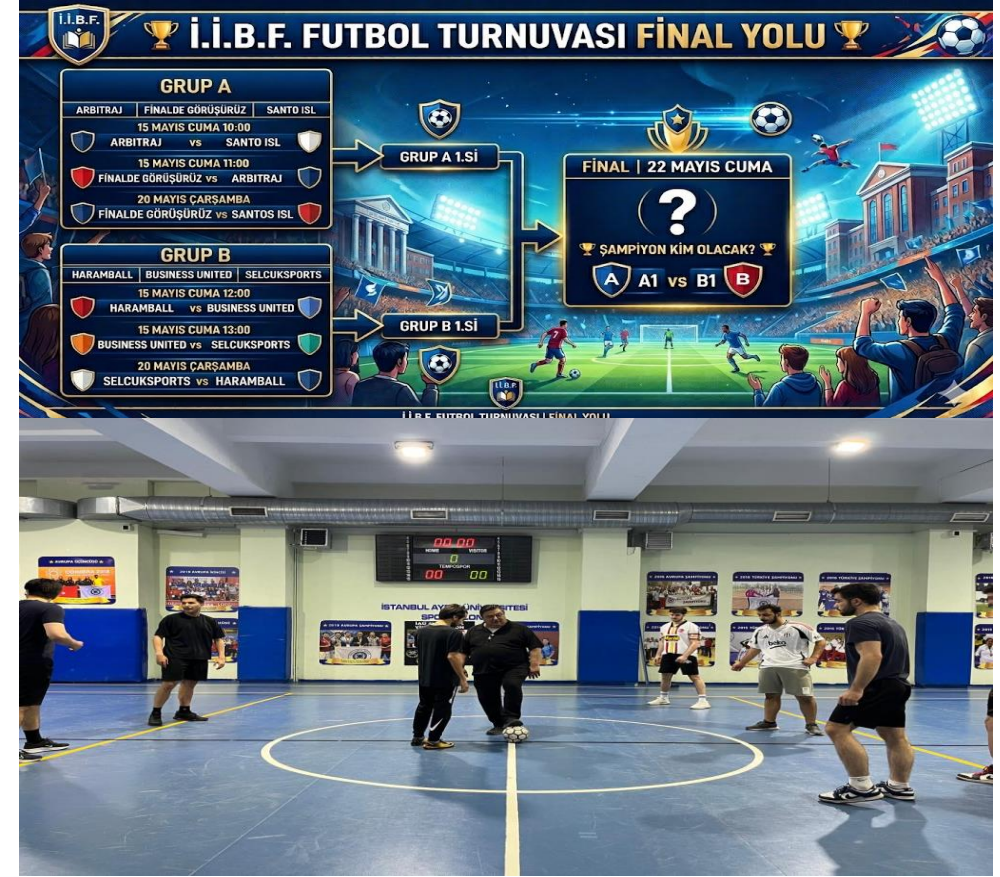 İ.İ.B.F.
İ.İ.B.F. FUTBOL TURNUVASI FİNAL YOLU
GRUP A
ARBITRAJ FİNALDE GÖRÜŞÜRÜZ SANTO ISL
15 MAYIS CUMA 10:00
ARBITRAJ vs SANTO ISL
15 MAYIS CUMA 11:00
FİNALDE GÖRÜŞÜRÜZ vs ARBITRAJ
20 MAYIS ÇARŞAMBA
FİNALDE GÖRÜŞÜRÜZ vs SANTOS ISL
GRUP A 1.Sİ
GRUP B
HARAMBALL BUSINESS UNITED SELCUKSPORTS
15 MAYIS CUMA 12:00
HARAMBALL vs BUSINESS UNITED
15 MAYIS CUMA 13:00
BUSINESS UNITED vs SELCUKSPORTS
20 MAYIS ÇARŞAMBA
SELCUKSPORTS vs HARAMBALL
GRUP B 1.Sİ
FİNAL | 22 MAYIS CUMA
?
ŞAMPİYON KİM OLACAK?
A A1 vs B1 B
İ.İ.B.F.
İ.İ.B.F. FUTBOL TURNUVASI | FİNAL YOLU
00.00
HOME VISITOR
0
TEMPOSPOR
00 00
İSTANBUL